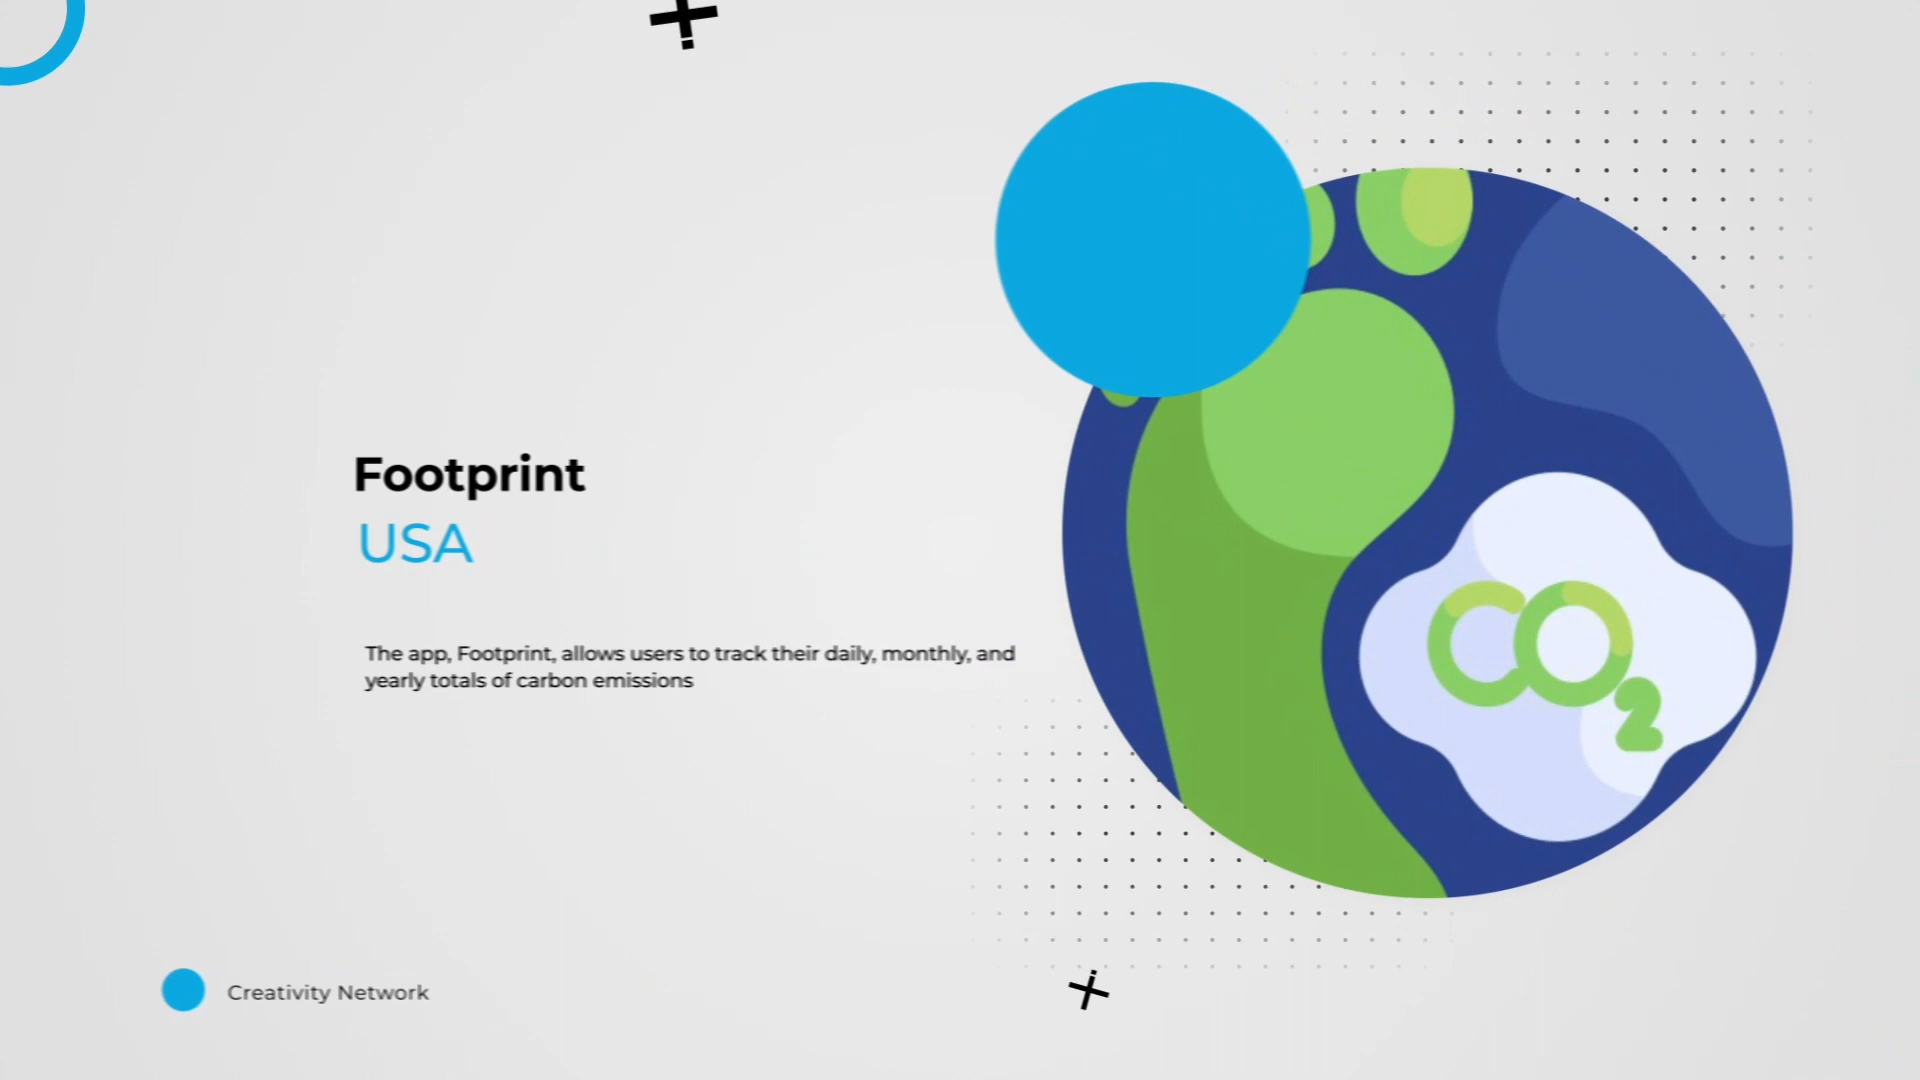 Footprint
USA
The app, Footprint, allows users to track their daily, monthly, and
yearly totals of carbon emissions
CO2
Creativity Network